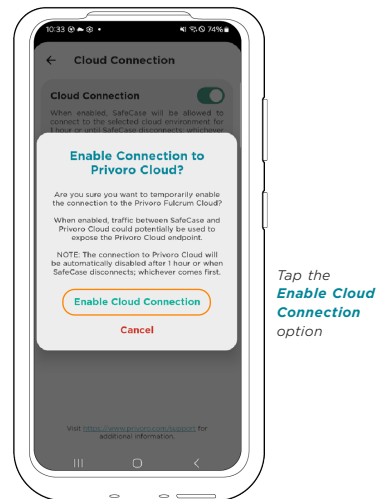 10:33
74%
Cloud Connection
Cloud Connection
When enabled, SafeCase will be allowed to
connect to the selected cloud environment for
1 hour or until SafeCase disconnects; whichever
Enable Connection to
Privoro Cloud?
Are you sure you want to temporarily enable
the connection to the Privoro Fulcrum Cloud?
When enabled, traffic between SafeCase and
Privoro Cloud could potentially be used to
expose the Privoro Cloud endpoint.
NOTE: The connection to Privoro Cloud will
be automatically disabled after 1 hour or when
SafeCase disconnects; whichever comes first.
Enable Cloud Connection
Cancel
Tap the
Enable Cloud
Connection
option
Visit https://www.privoro.com/support for
additional information.